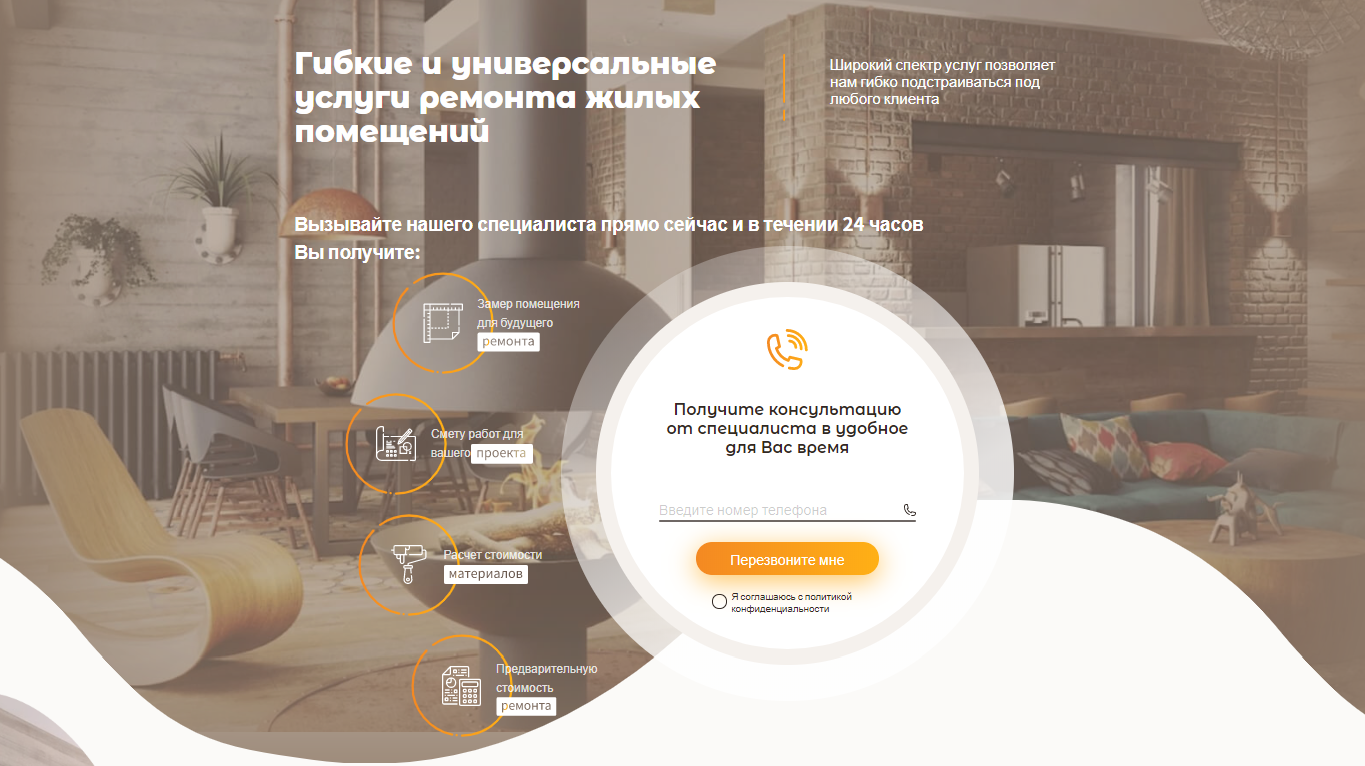 Гибкие и универсальные
услуги ремонта жилых
помещений
Широкий спектр услуг позволяет
нам гибко подстраиваться под
любого клиента
Вызывайте нашего специалиста прямо сейчас и в течении 24 часов
Вы получите:
Замер помещения
для будущего
ремонта
Смету работ для
вашего проекта
Расчет стоимости
материалов
Предварительную
стоимость
ремонта
Получите консультацию
от специалиста в удобное
для Вас время
Введите номер телефона
Перезвоните мне
Я соглашаюсь с политикой
конфиденциальности